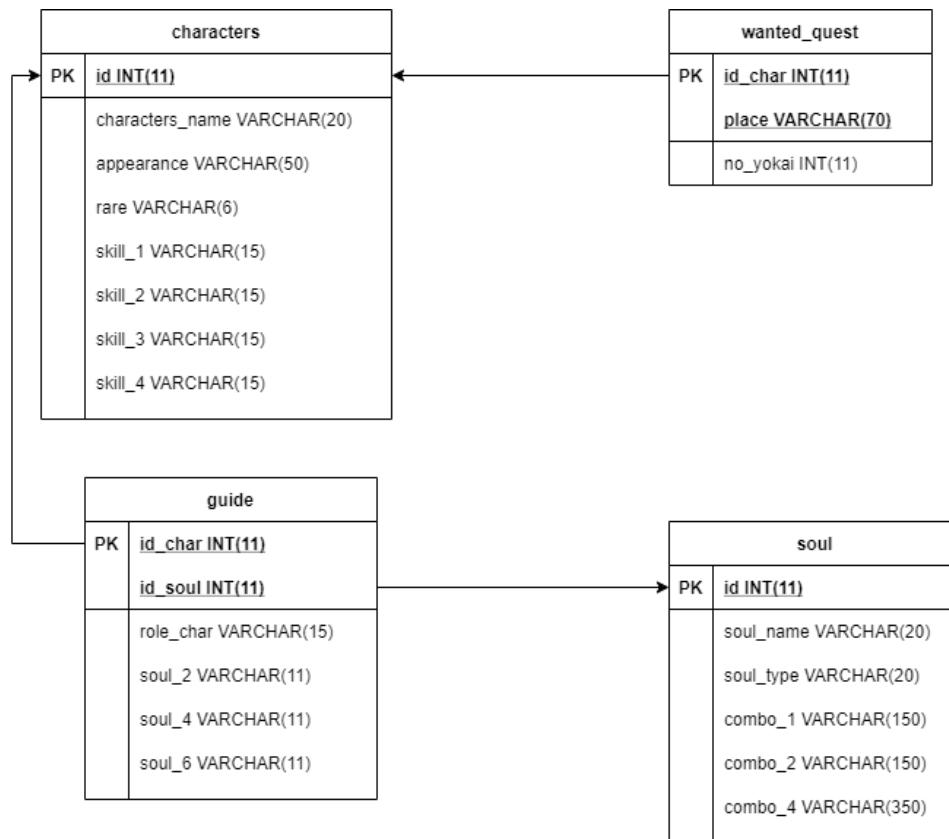 characters
PK id INT(11)
characters_name VARCHAR(20)
appearance VARCHAR(50)
rare VARCHAR(6)
skill_1 VARCHAR(15)
skill_2 VARCHAR(15)
skill_3 VARCHAR(15)
skill_4 VARCHAR(15)
wanted_quest
PK id_char INT(11)
place VARCHAR(70)
no_yokai INT(11)
guide
PK id_char INT(11)
id_soul INT(11)
role_char VARCHAR(15)
soul_2 VARCHAR(11)
soul_4 VARCHAR(11)
soul_6 VARCHAR(11)
soul
PK id INT(11)
soul_name VARCHAR(20)
soul_type VARCHAR(20)
combo_1 VARCHAR(150)
combo_2 VARCHAR(150)
combo_4 VARCHAR(350)